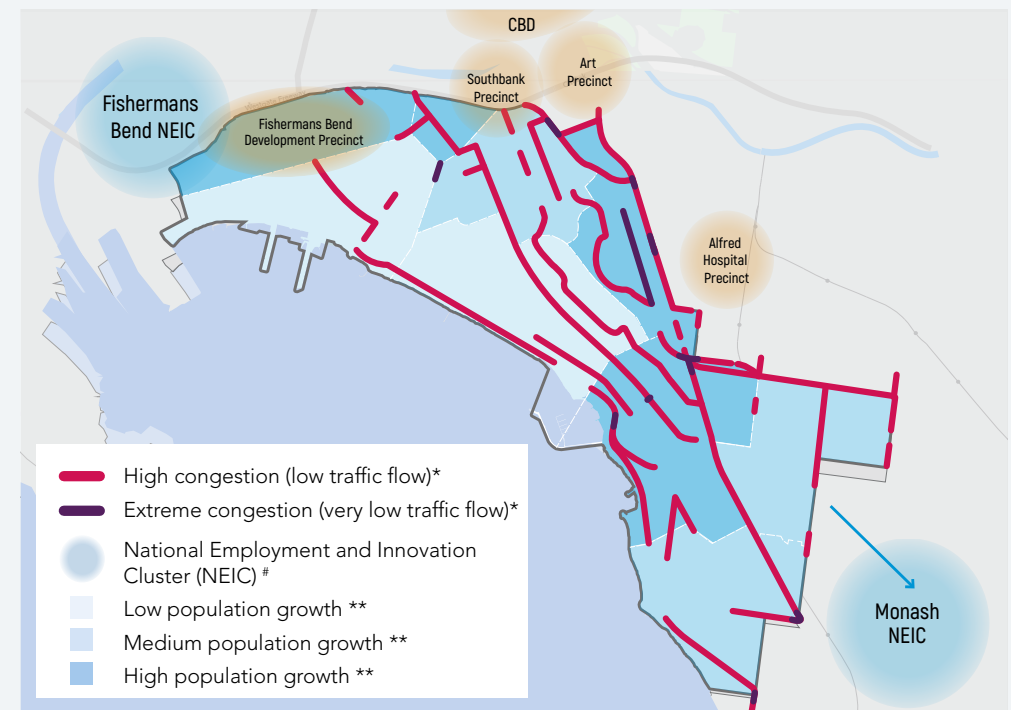 CBD
Art
Precinct
Southbank
Precinct
Fishermans
Bend NEIC
Fishermans Bend
Development Precinct
Alfred
Hospital
Precinct
High congestion (low traffic flow)*
Extreme congestion (very low traffic flow)*
National Employment and Innovation
Cluster (NEIC) #
Low population growth **
Medium population growth **
High population growth **
Monash
NEIC